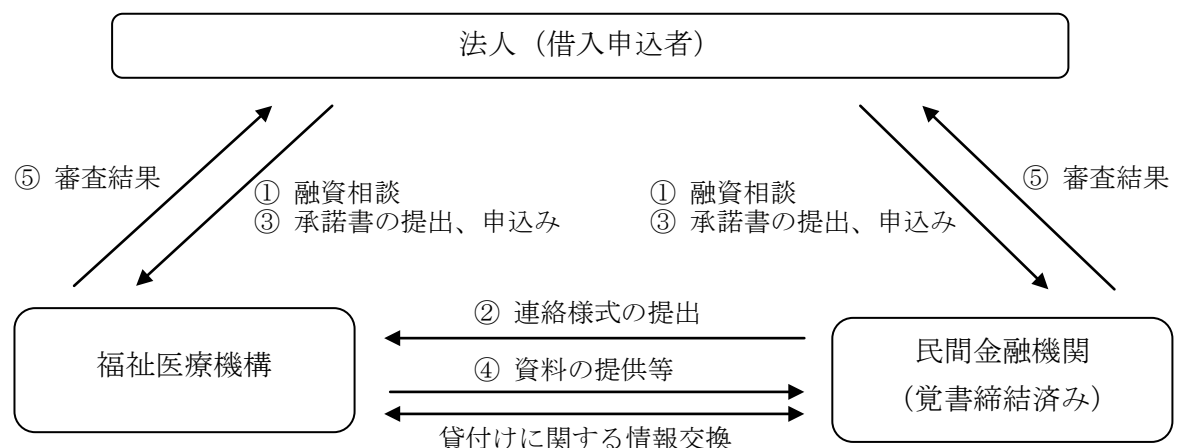 法人（借入申込者）
⑤ 審査結果
① 融資相談
③ 承諾書の提出、申込み
① 融資相談
③ 承諾書の提出、申込み
⑤ 審査結果
福祉医療機構
② 連絡様式の提出
④ 資料の提供等
貸付けに関する情報交換
民間金融機関
（覚書締結済み）